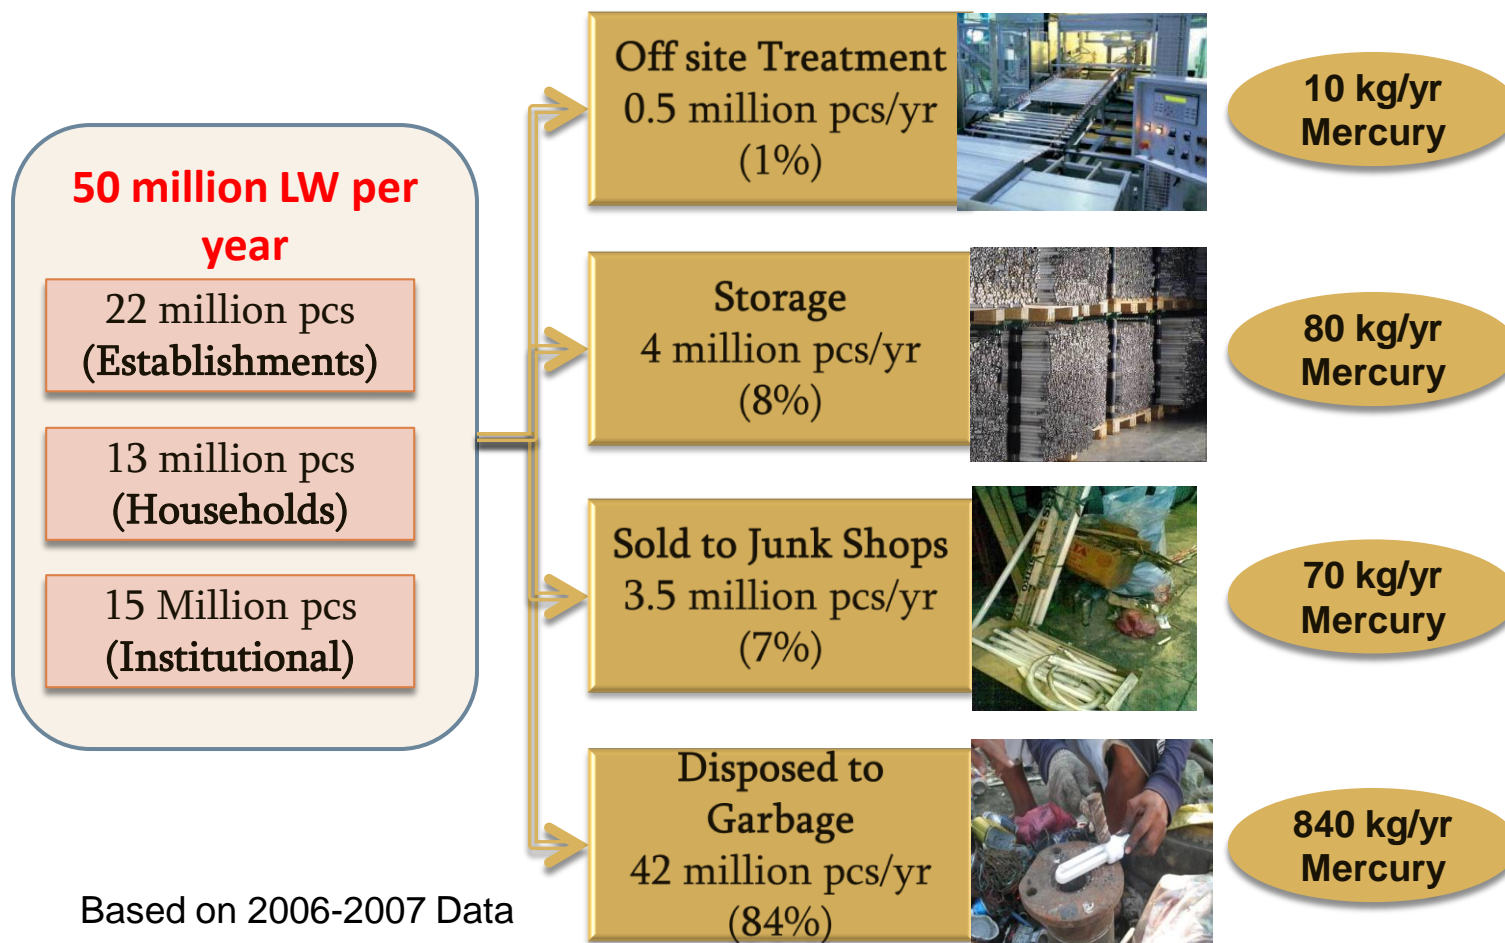 50 million LW per
year
22 million pcs
(Establishments)
13 million pcs
(Households)
15 Million pcs
(Institutional)
Off site Treatment
0.5 million pcs/yr
(1%)
10 kg/yr
Mercury
Storage
4 million pcs/yr
(8%)
80 kg/yr
Mercury
Sold to Junk Shops
3.5 million pcs/yr
(7%)
70 kg/yr
Mercury
Disposed to
Garbage
42 million pcs/yr
(84%)
840 kg/yr
Mercury
Based on 2006-2007 Data